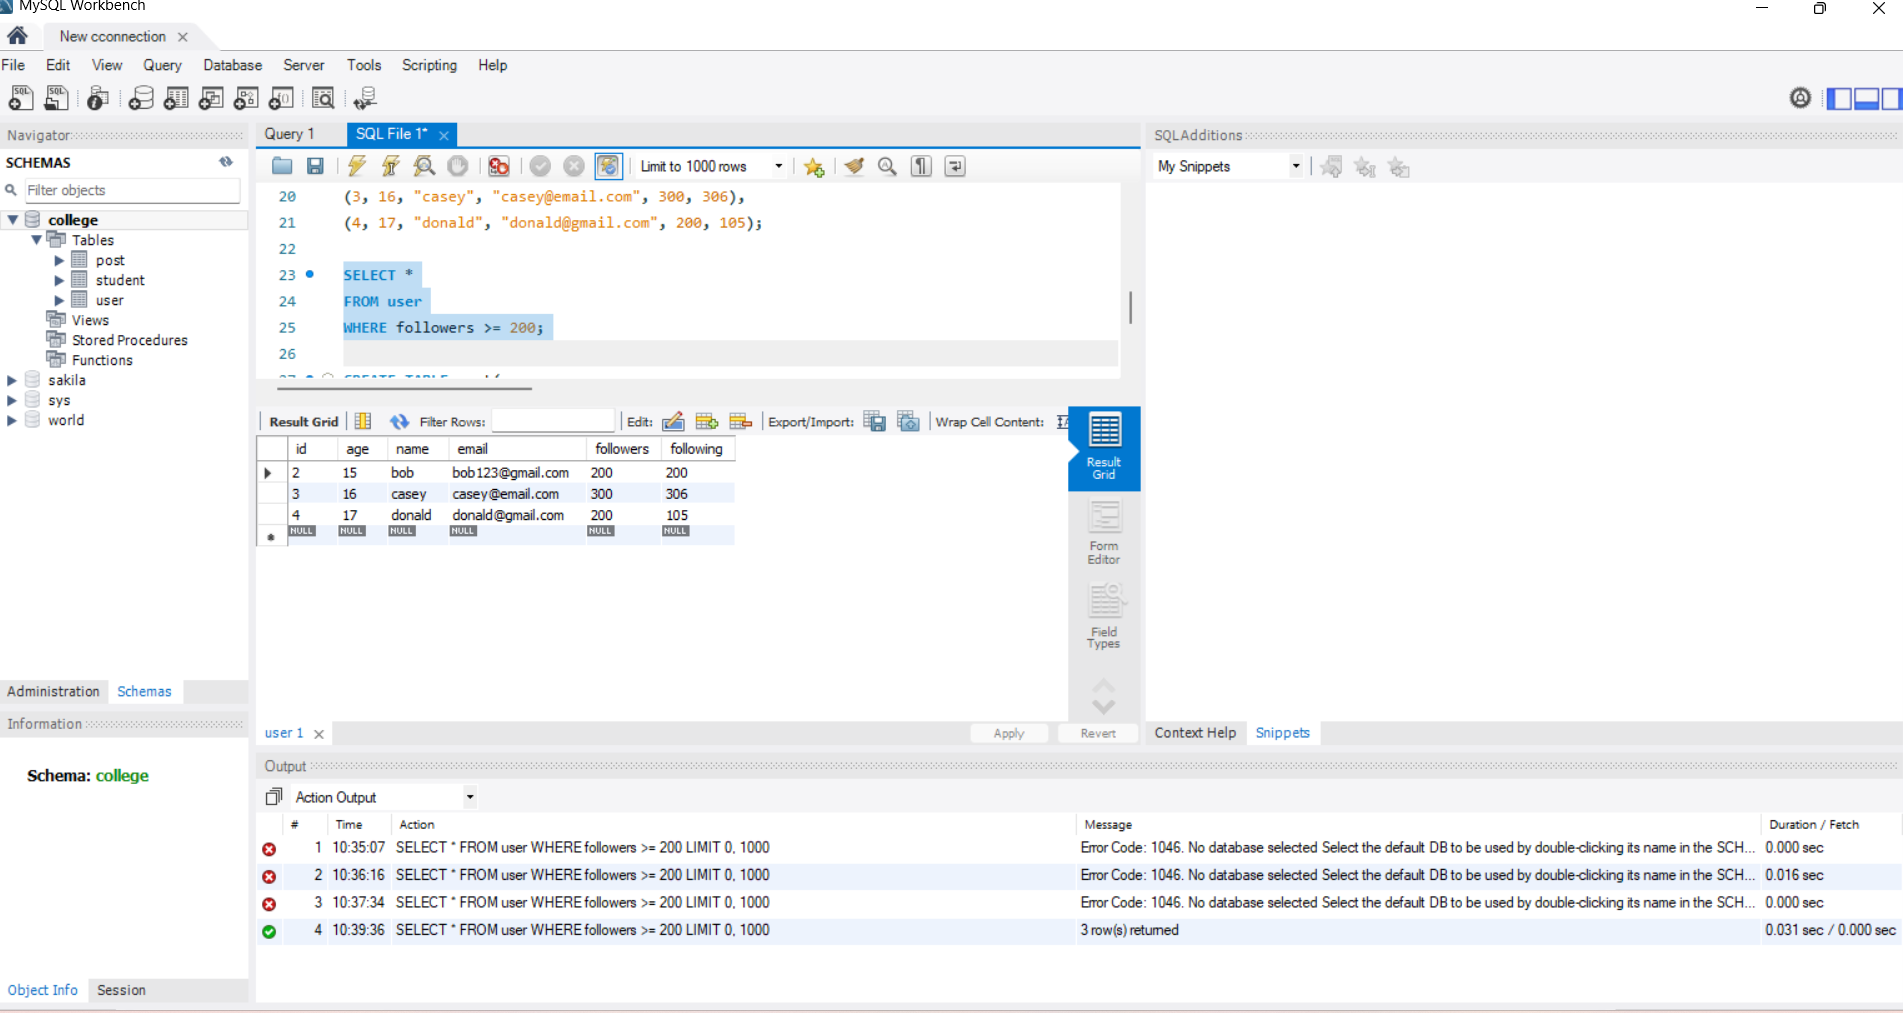 MySQL Workbench
New cconnection
File Edit View Query Database Server Tools Scripting Help
Navigator
SCHEMAS
Filter objects
college
Tables
post
student
user
Views
Stored Procedures
Functions
sakila
sys
world
Administration Schemas
Information
Schema: college
Object Info Session
Query 1 SQL File 1*
Limit to 1000 rows
20 (3, 16, "casey", "casey@email.com", 300, 306),
21 (4, 17, "donald", "donald@gmail.com", 200, 105);
22
23 SELECT *
24 FROM user
25 WHERE followers >= 200;
26
Result Grid Filter Rows: Edit: Export/Import: Wrap Cell Content:
id age name email followers following
2 15 bob bob123@gmail.com 200 200
3 16 casey casey@email.com 300 306
4 17 donald donald@gmail.com 200 105
NULL NULL NULL NULL NULL NULL
Result
Grid
Form
Editor
Field
Types
user 1 Apply Revert
SQLAdditions
My Snippets
Context Help Snippets
Output
Action Output
# Time Action Message Duration / Fetch
1 10:35:07 SELECT * FROM user WHERE followers >= 200 LIMIT 0, 1000 Error Code: 1046. No database selected Select the default DB to be used by double-clicking its name in the SCH... 0.000 sec
2 10:36:16 SELECT * FROM user WHERE followers >= 200 LIMIT 0, 1000 Error Code: 1046. No database selected Select the default DB to be used by double-clicking its name in the SCH... 0.016 sec
3 10:37:34 SELECT * FROM user WHERE followers >= 200 LIMIT 0, 1000 Error Code: 1046. No database selected Select the default DB to be used by double-clicking its name in the SCH... 0.000 sec
4 10:39:36 SELECT * FROM user WHERE followers >= 200 LIMIT 0, 1000 3 row(s) returned 0.031 sec / 0.000 sec